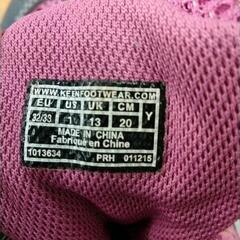 WWW.KEENFOOTWEAR.COM
EU US UK CM Y
32/33 13 20
MADE IN CHINA
Fabriqué en Chine
1013634 PRH 011215